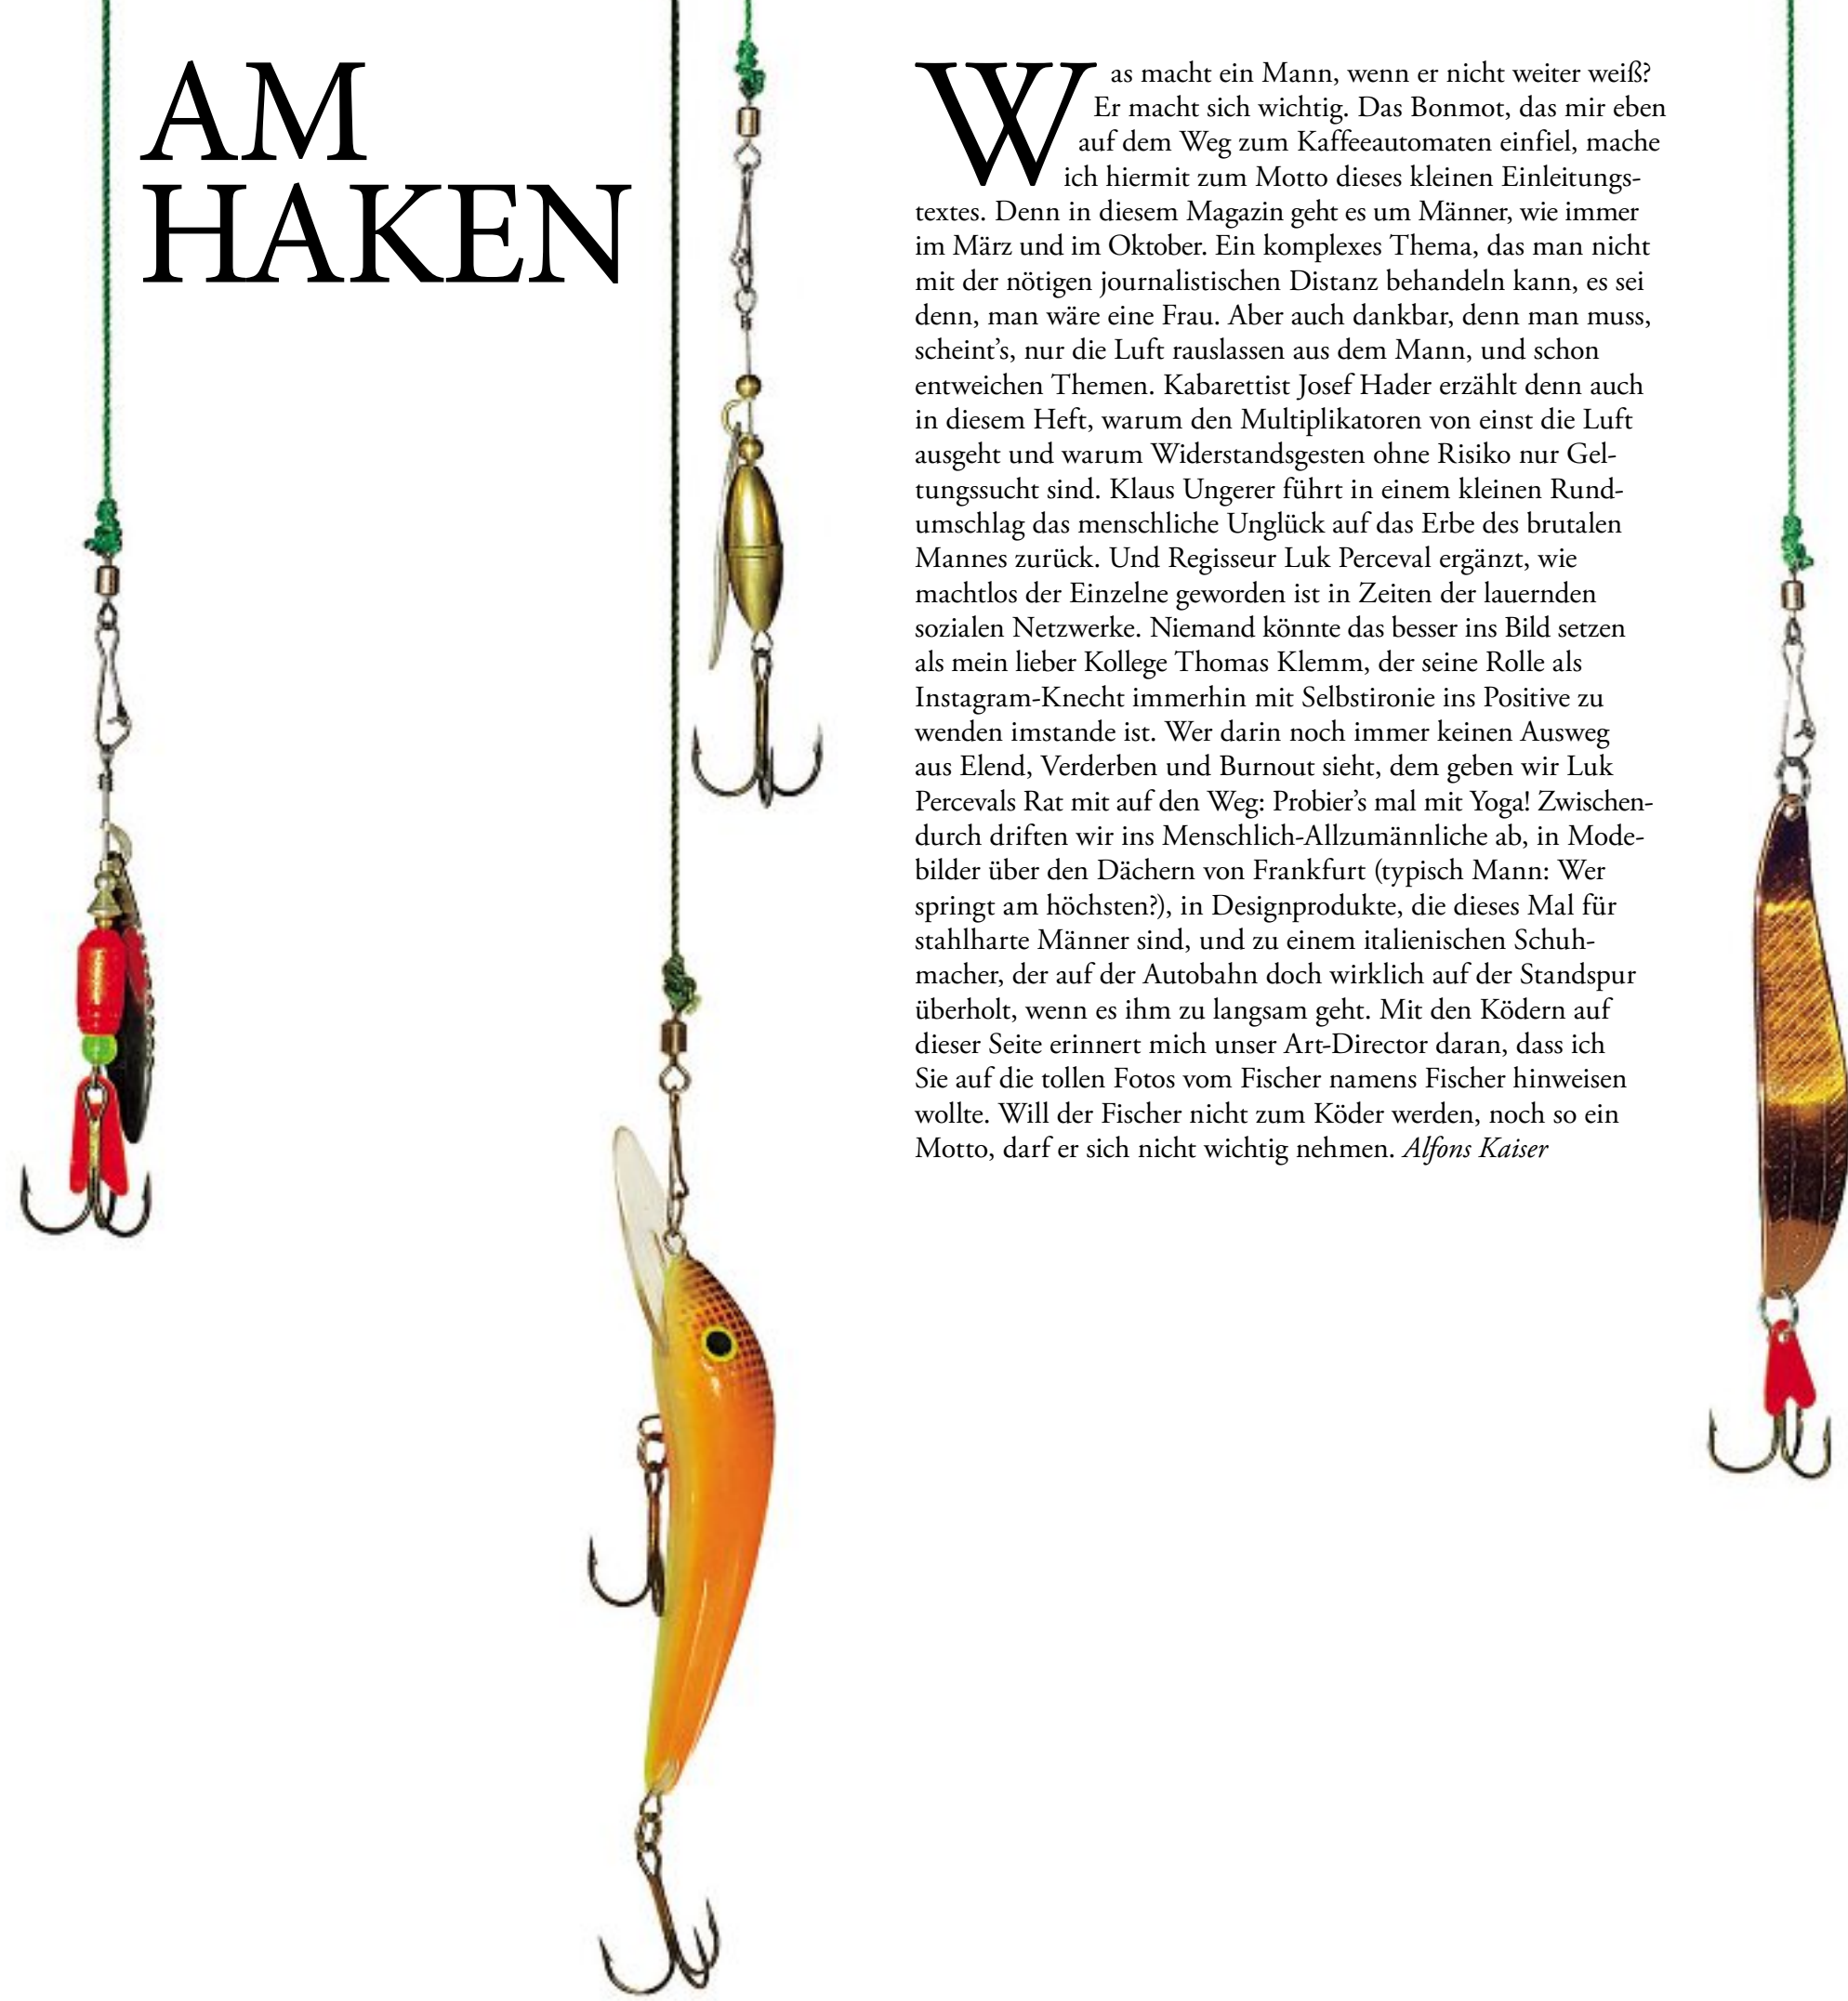 AM
HAKEN
Was macht ein Mann, wenn er nicht weiter weiß?
Er macht sich wichtig. Das Bonmot, das mir eben
auf dem Weg zum Kaffeeautomaten einfiel, mache
ich hiermit zum Motto dieses kleinen Einleitungs-
textes. Denn in diesem Magazin geht es um Männer, wie immer
im März und im Oktober. Ein komplexes Thema, das man nicht
mit der nötigen journalistischen Distanz behandeln kann, es sei
denn, man wäre eine Frau. Aber auch dankbar, denn man muss,
scheint’s, nur die Luft rauslassen aus dem Mann, und schon
entweichen Themen. Kabarettist Josef Hader erzählt denn auch
in diesem Heft, warum den Multiplikatoren von einst die Luft
ausgeht und warum Widerstandsgesten ohne Risiko nur Gel-
tungssucht sind. Klaus Ungerer führt in einem kleinen Rund-
umschlag das menschliche Unglück auf das Erbe des brutalen
Mannes zurück. Und Regisseur Luk Perceval ergänzt, wie
machtlos der Einzelne geworden ist in Zeiten der lauernden
sozialen Netzwerke. Niemand könnte das besser ins Bild setzen
als mein lieber Kollege Thomas Klemm, der seine Rolle als
Instagram-Knecht immerhin mit Selbstironie ins Positive zu
wenden imstande ist. Wer darin noch immer keinen Ausweg
aus Elend, Verderben und Burnout sieht, dem geben wir Luk
Percevals Rat mit auf den Weg: Probier’s mal mit Yoga! Zwischen-
durch driften wir ins Menschlich-Allzumännliche ab, in Mode-
bilder über den Dächern von Frankfurt (typisch Mann: Wer
springt am höchsten?), in Designprodukte, die dieses Mal für
stahlharte Männer sind, und zu einem italienischen Schuh-
macher, der auf der Autobahn doch wirklich auf der Standspur
überholt, wenn es ihm zu langsam geht. Mit den Ködern auf
dieser Seite erinnert mich unser Art-Director daran, dass ich
Sie auf die tollen Fotos vom Fischer namens Fischer hinweisen
wollte. Will der Fischer nicht zum Köder werden, noch so ein
Motto, darf er sich nicht wichtig nehmen. Alfons Kaiser